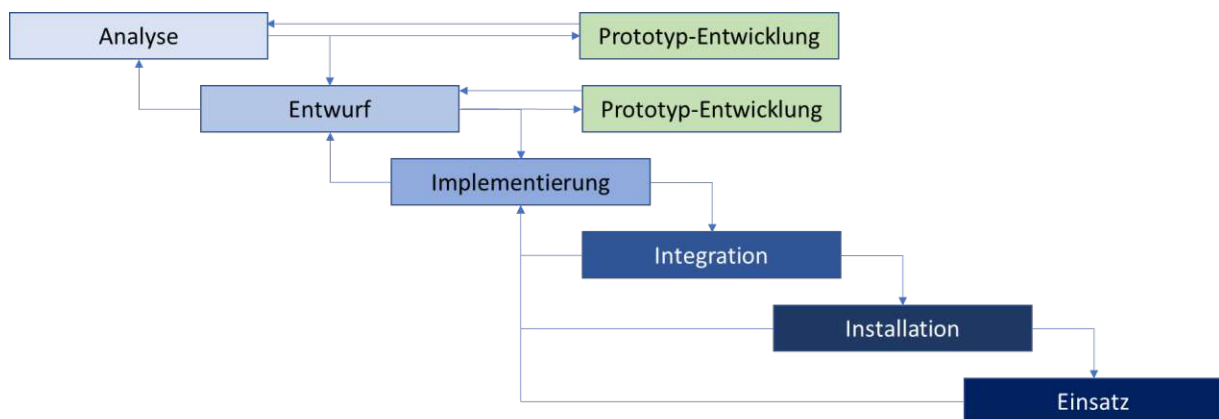 Analyse
Prototyp-Entwicklung
Entwurf
Prototyp-Entwicklung
Implementierung
Integration
Installation
Einsatz